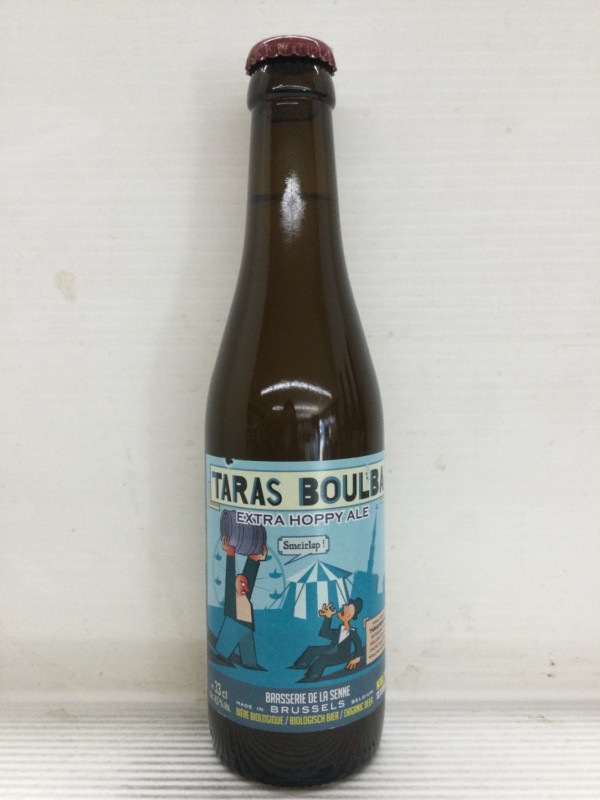 TARAS BOULBA
EXTRA HOPPY ALE
Smeirlap !
33 cl
BRASSERIE DE LA SENNE
MADE IN BRUSSELS BELGIUM
BIÈRE BIOLOGIQUE / BIOLOGISCH BIER / ORGANIC BEER